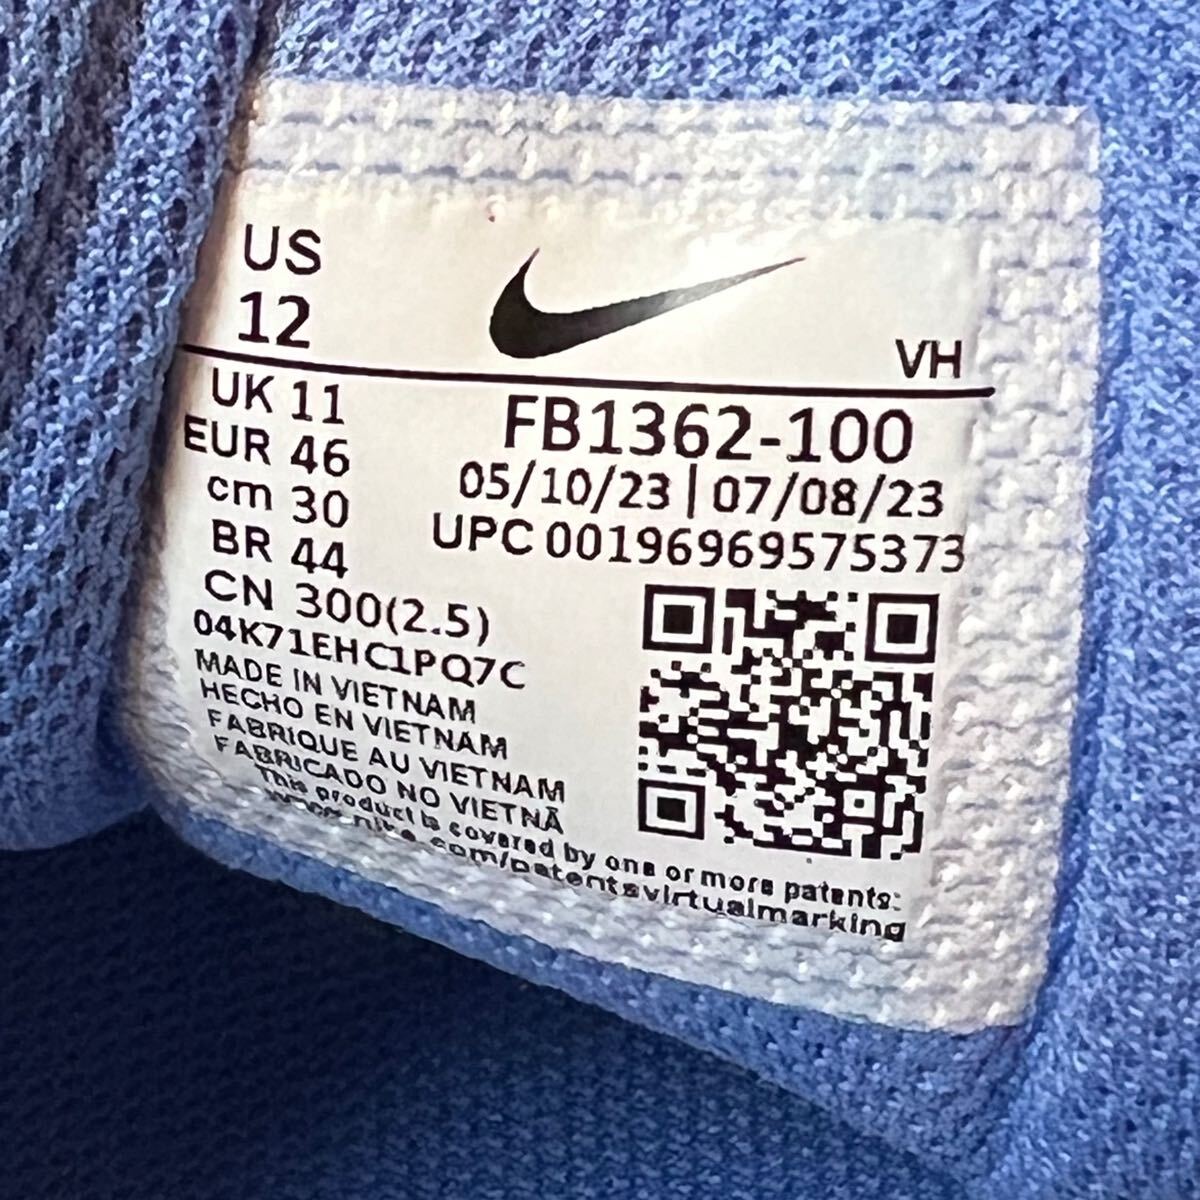 US
12
VH
UK 11
EUR 46
cm 30
BR 44
CN 300(2.5)
FB1362-100
05/10/23 | 07/08/23
UPC 00196969575373
04K71EHC1PQ7C
MADE IN VIETNAM
HECHO EN VIETNAM
FABRIQUE AU VIETNAM
FABRICADO NO VIETNÃ
This product is covered by one or more patents:
www.nike.com/patentsvirtualmarking